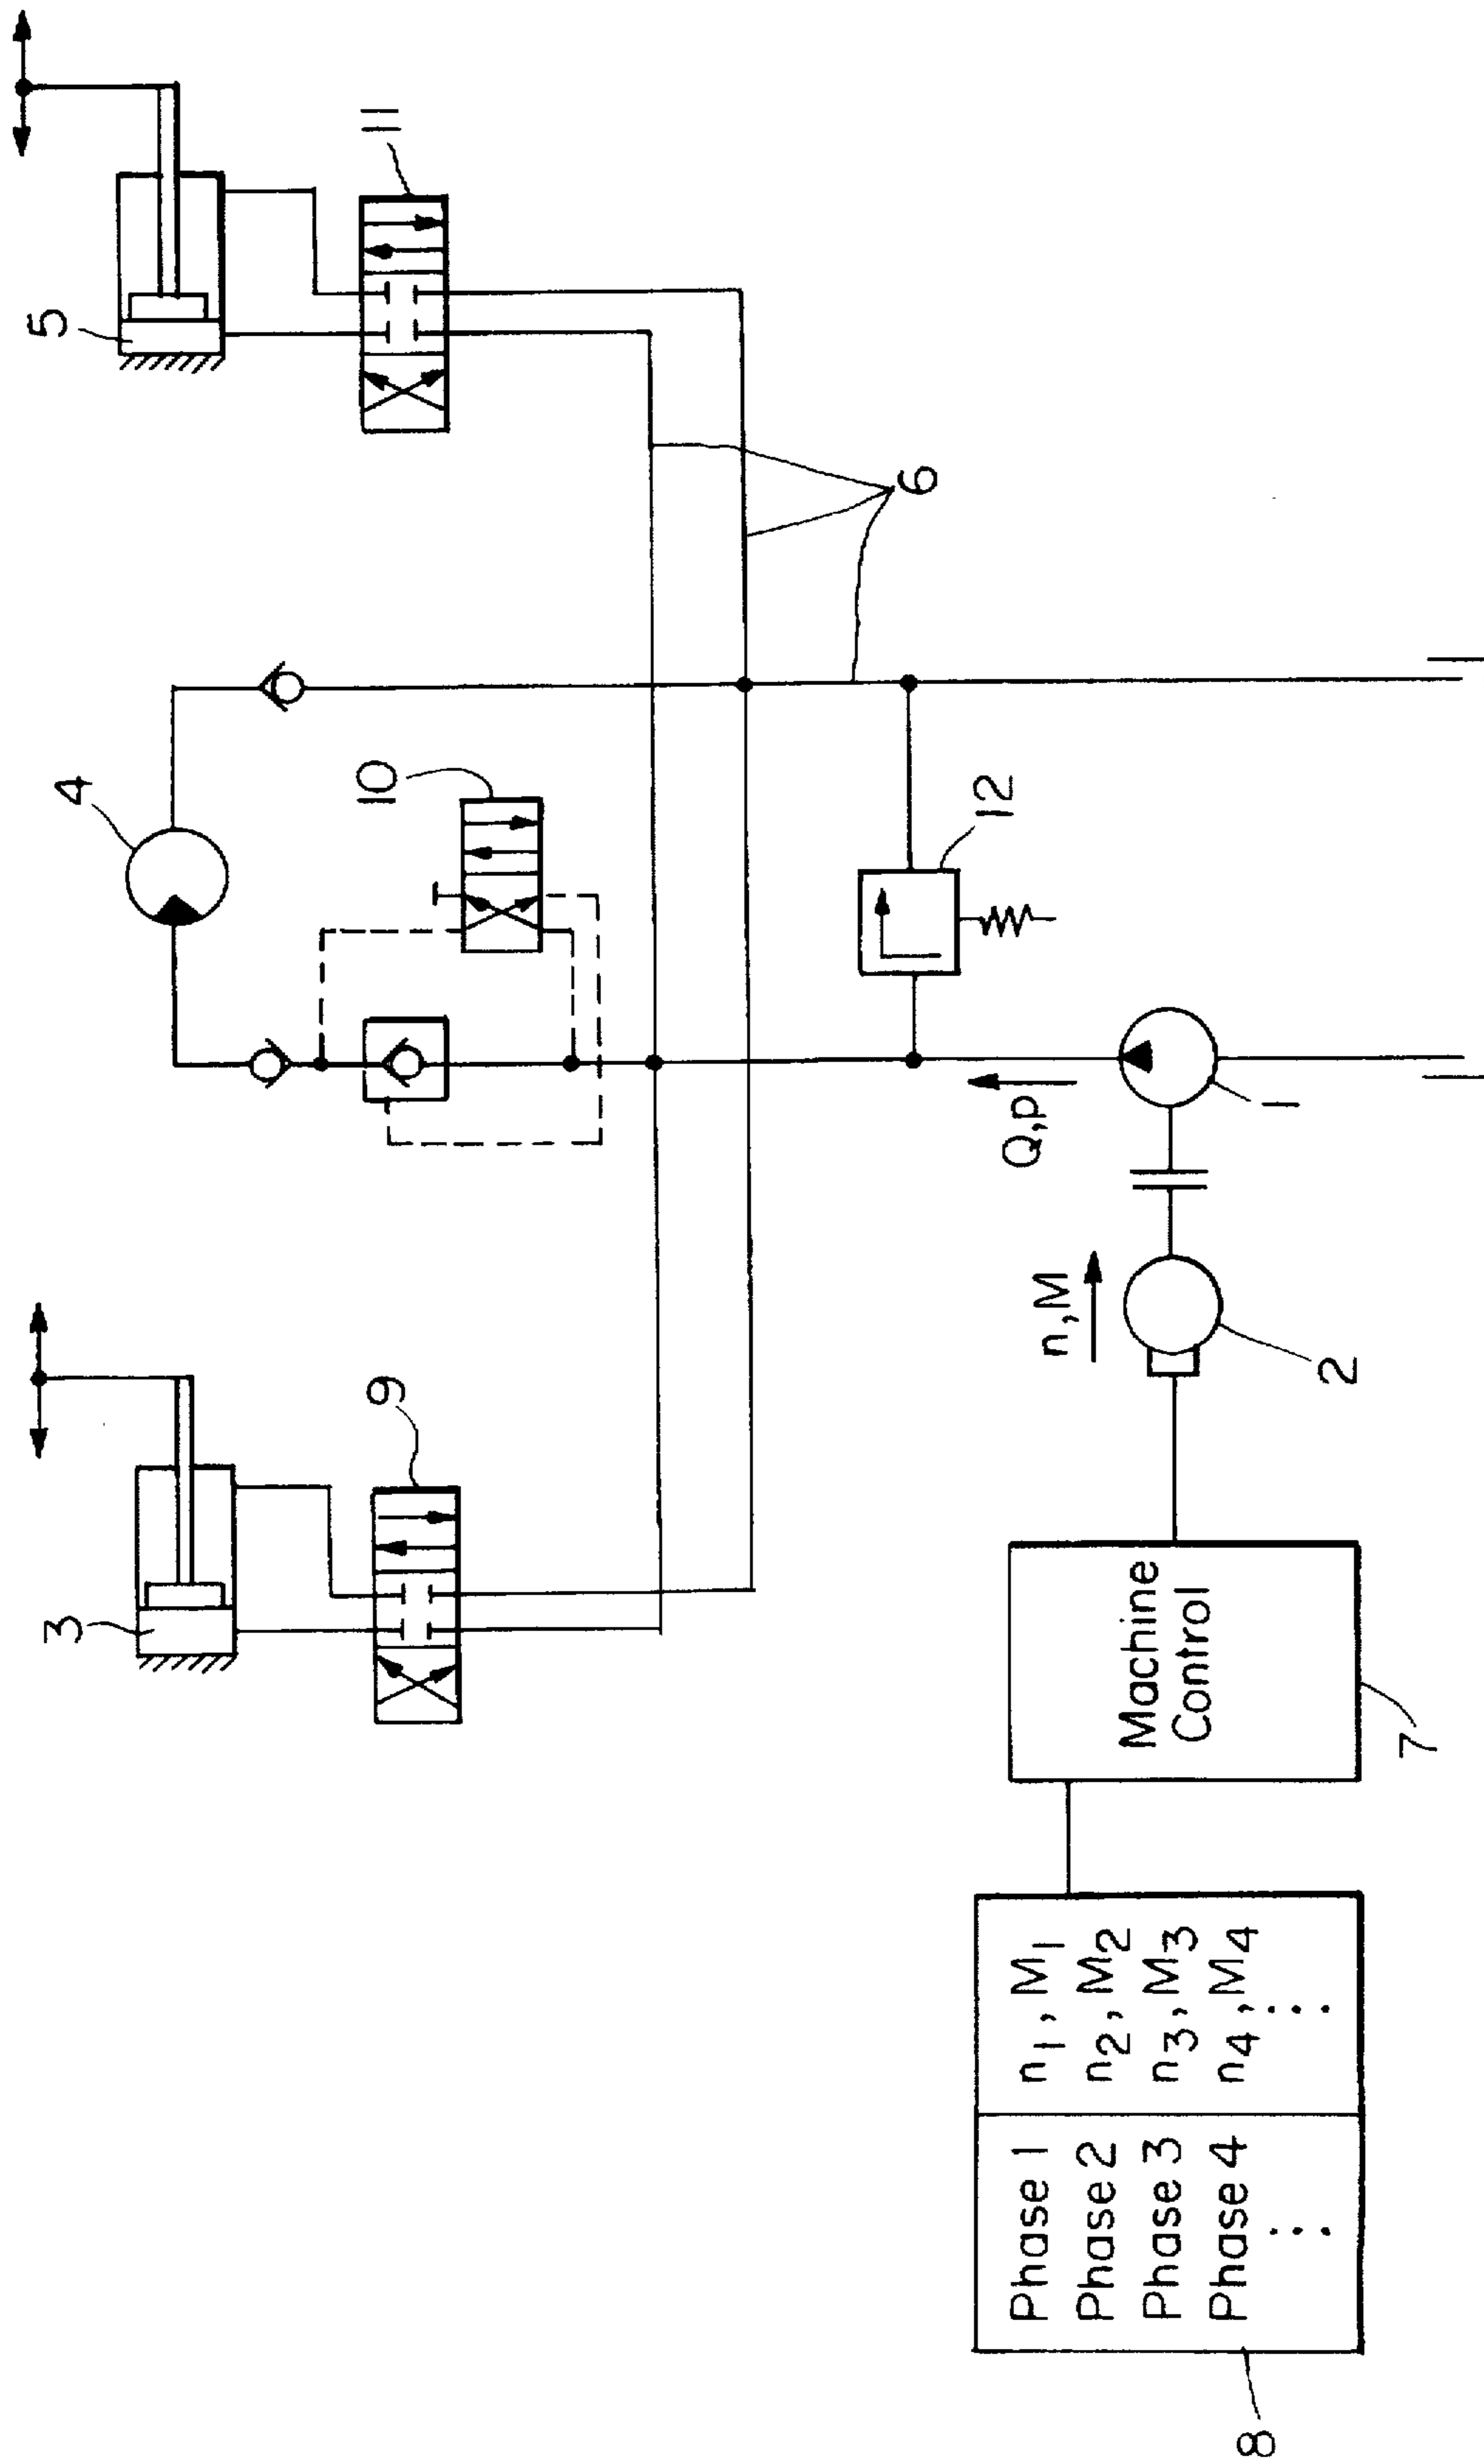 3
9
4
10
5
11
6
12
Q,p
1
n,M
2
Machine
Control
7
Phase 1 n1, M1
Phase 2 n2, M2
Phase 3 n3, M3
Phase 4 n4, M4
⋮ ⋮
8